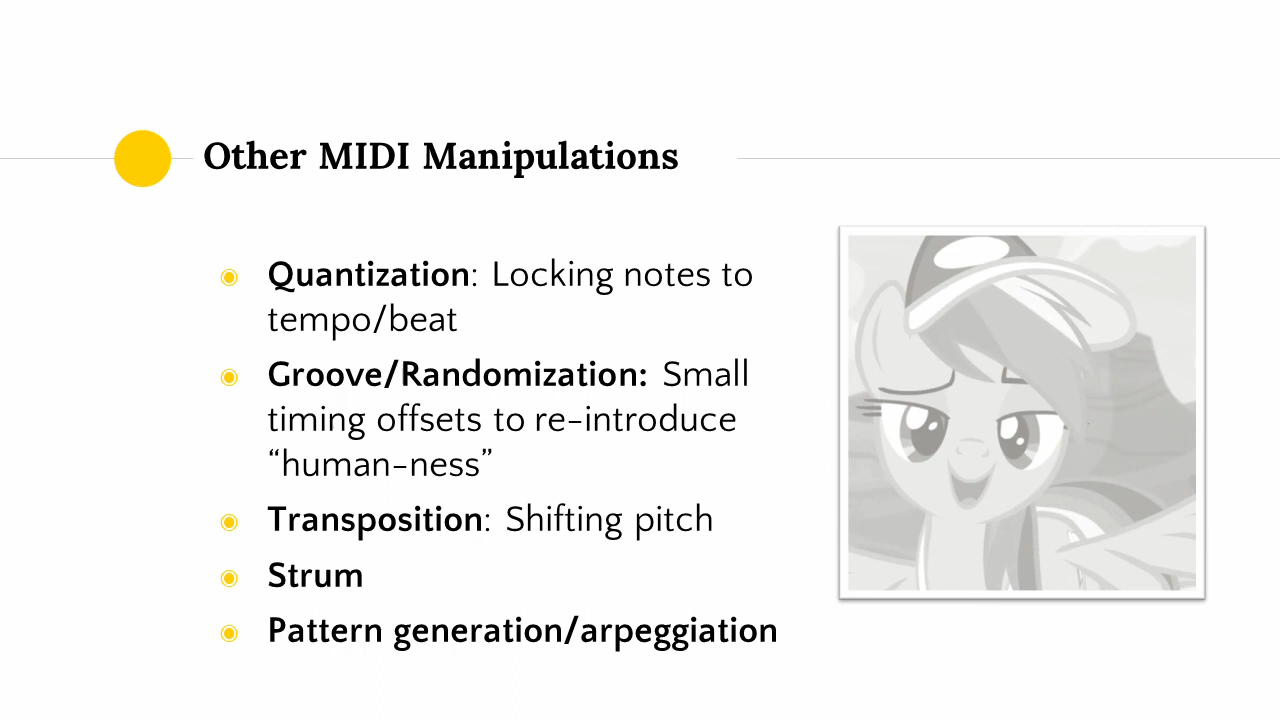 Other MIDI Manipulations
Quantization: Locking notes to
tempo/beat
Groove/Randomization: Small
timing offsets to re-introduce
“human-ness”
Transposition: Shifting pitch
Strum
Pattern generation/arpeggiation